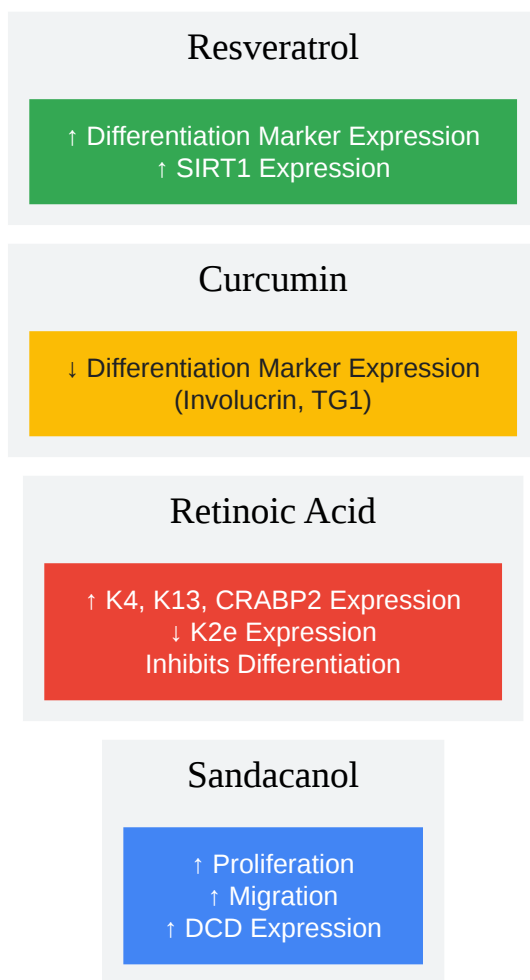 Resveratrol
↑ Differentiation Marker Expression
↑ SIRT1 Expression
Curcumin
↓ Differentiation Marker Expression
(Involucrin, TG1)
Retinoic Acid
↑ K4, K13, CRABP2 Expression
↓ K2e Expression
Inhibits Differentiation
Sandacanol
↑ Proliferation
↑ Migration
↑ DCD Expression